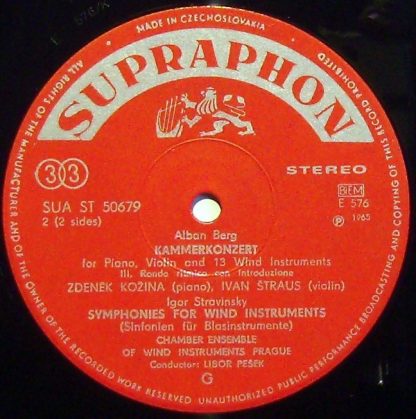 MADE IN CZECHOSLOVAKIA
SUPRAPHON
ALL RIGHTS OF THE MANUFACTURER AND OF THE OWNER OF THE RECORDED WORK RESERVED UNAUTHORIZED PUBLIC PERFORMANCE BROADCASTING AND COPYING OF THIS RECORD PROHIBITED
33
STEREO
SUA ST 50679
2 (2 sides)
BIEM
E 576
Ⓟ 1965
Alban Berg
KAMMERKONZERT
for Piano, Violin and 13 Wind Instruments
III. Rondo ritmico con Introduzione
ZDENĚK KOŽINA (piano), IVAN ŠTRAUS (violin)
Igor Stravinsky
SYMPHONIES FOR WIND INSTRUMENTS
(Sinfonien für Blasinstrumente)
CHAMBER ENSEMBLE
OF WIND INSTRUMENTS PRAGUE
Conductor: LIBOR PEŠEK
G